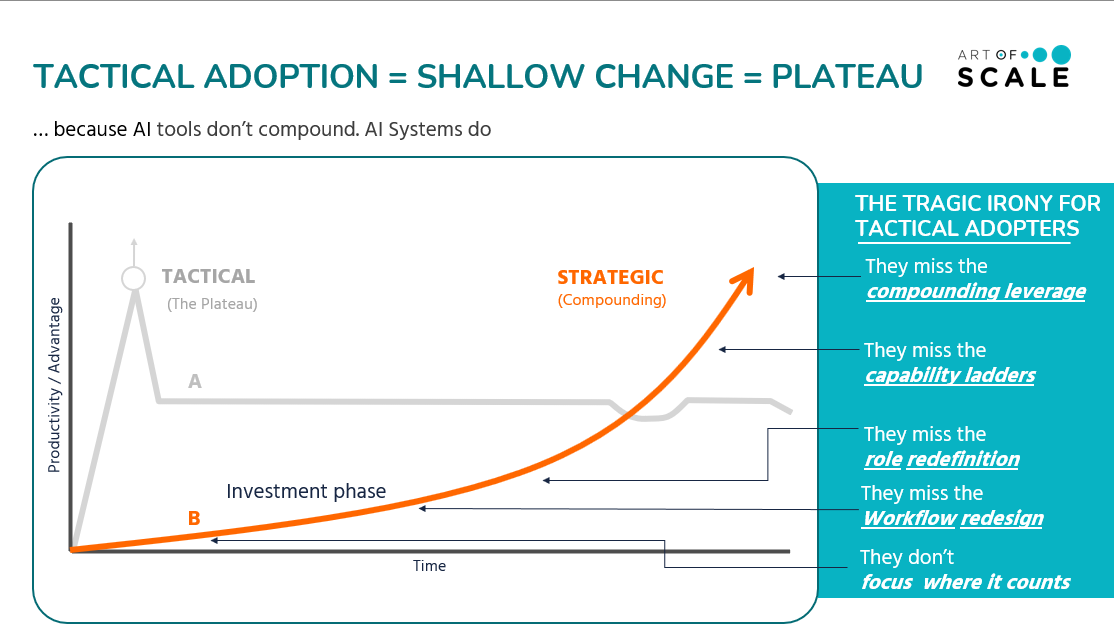 TACTICAL ADOPTION = SHALLOW CHANGE = PLATEAU
ART OF
SCALE
... because AI tools don't compound. AI Systems do
Productivity / Advantage
TACTICAL
(The Plateau)
A
STRATEGIC
(Compounding)
Investment phase
B
Time
THE TRAGIC IRONY FOR
TACTICAL ADOPTERS
They miss the
compounding leverage
They miss the
capability ladders
They miss the
role redefinition
They miss the
Workflow redesign
They don't
focus where it counts